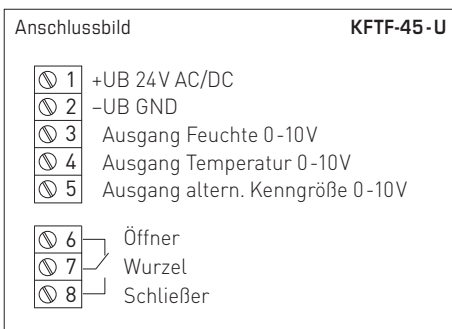 Anschlussbild KFTF-45-U
1 +UB 24V AC/DC
2 –UB GND
3 Ausgang Feuchte 0-10V
4 Ausgang Temperatur 0-10V
5 Ausgang altern. Kenngröße 0-10V
6 Öffner
7 Wurzel
8 Schließer